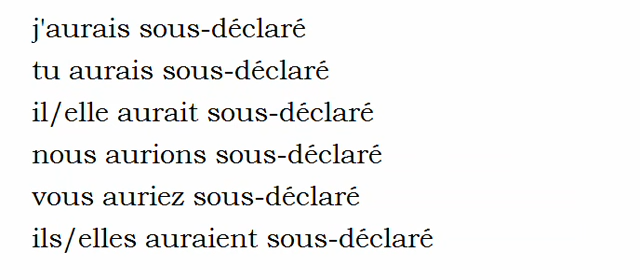 j'aurais sous-déclaré
tu aurais sous-déclaré
il/elle aurait sous-déclaré
nous aurions sous-déclaré
vous auriez sous-déclaré
ils/elles auraient sous-déclaré